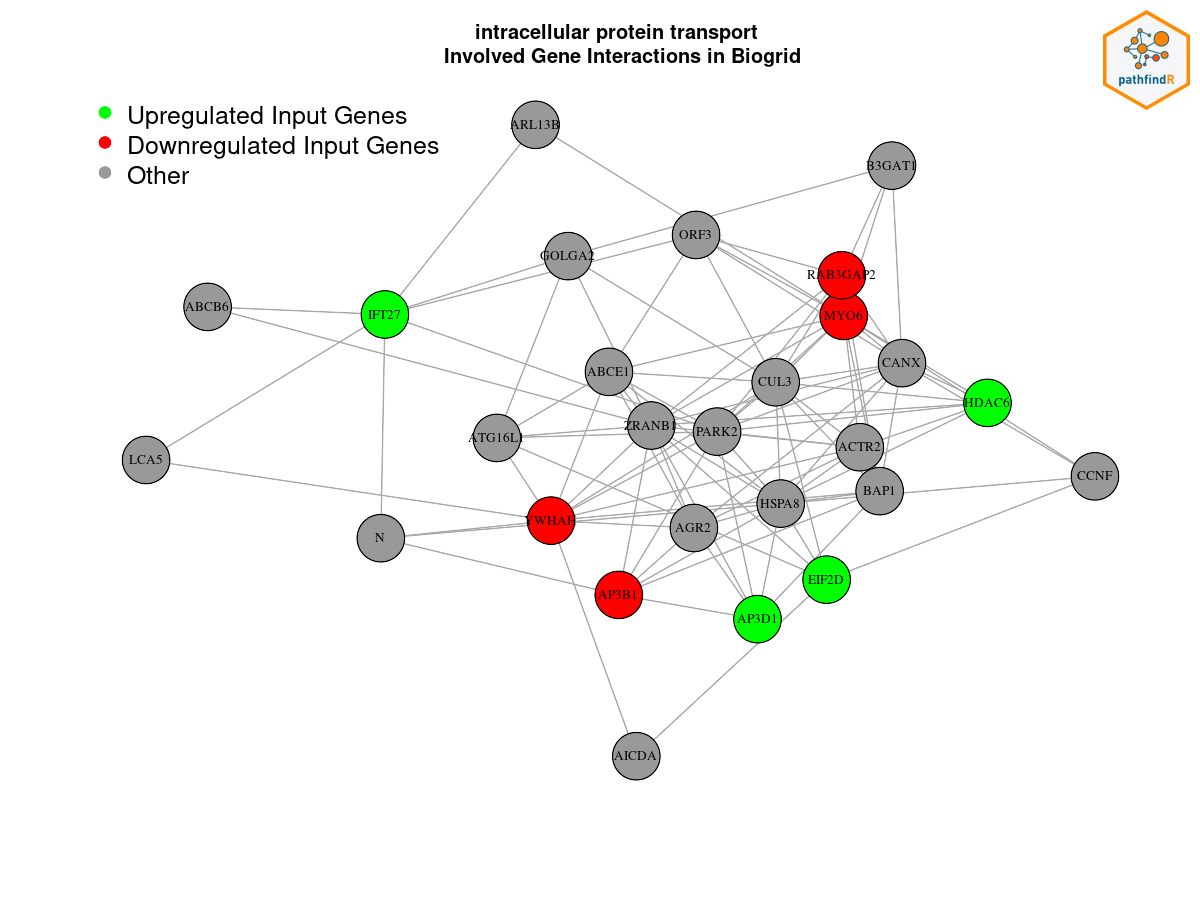 intracellular protein transport
Involved Gene Interactions in Biogrid
pathfindR
Upregulated Input Genes
Downregulated Input Genes
Other
ARL13B
B3GAT1
ORF3
GOLGA2
RAB3GAP2
ABCB6
IFT27
MYO6
CANX
ABCE1
CUL3
HDAC6
ZRANB1
PARK2
ATG16L1
ACTR2
LCA5
CCNF
BAP1
HSPA8
YWHAH
AGR2
N
EIF2D
AP3B1
AP3D1
AICDA